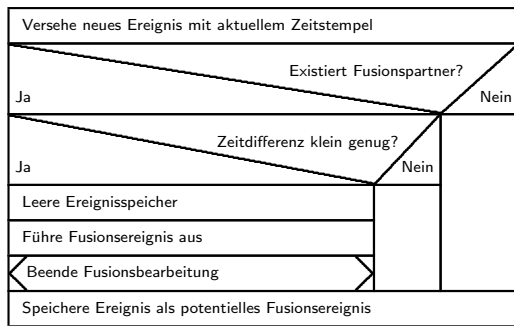 Versehe neues Ereignis mit aktuellem Zeitstempel
Existiert Fusionspartner?
Ja
Nein
Zeitdifferenz klein genug?
Ja
Nein
Leere Ereignisspeicher
Führe Fusionsereignis aus
Beende Fusionsbearbeitung
Speichere Ereignis als potentielles Fusionsereignis